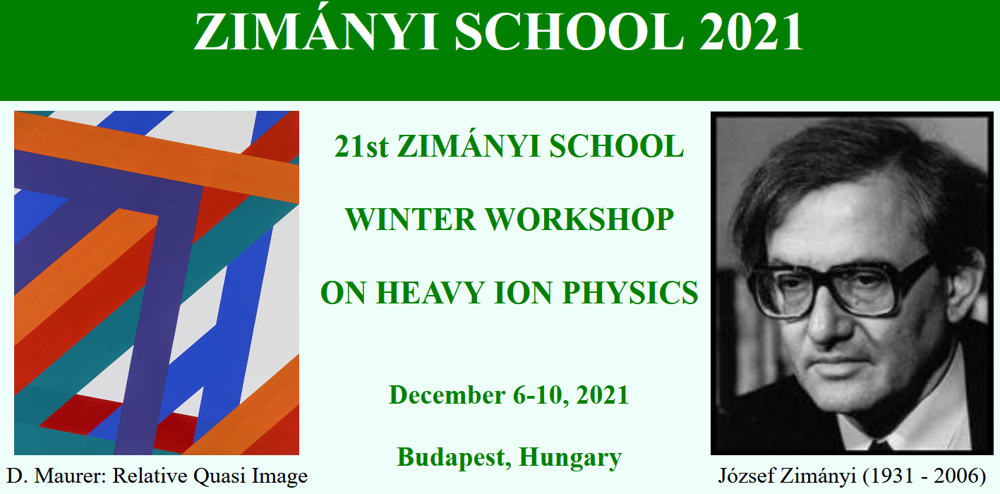 ZIMÁNYI SCHOOL 2021
21st ZIMÁNYI SCHOOL
WINTER WORKSHOP
ON HEAVY ION PHYSICS
December 6-10, 2021
Budapest, Hungary
D. Maurer: Relative Quasi Image
József Zimányi (1931 - 2006)